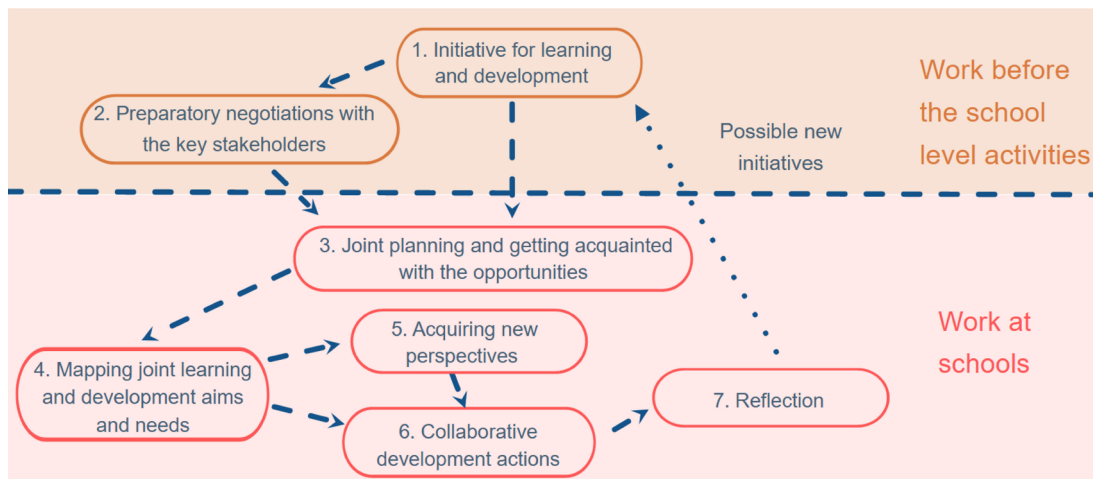 1. Initiative for learning
and development
Work before
the school
level activities
2. Preparatory negotiations with
the key stakeholders
Possible new
initiatives
3. Joint planning and getting acquainted
with the opportunities
Work at
schools
5. Acquiring new
perspectives
4. Mapping joint learning
and development aims
and needs
7. Reflection
6. Collaborative
development actions